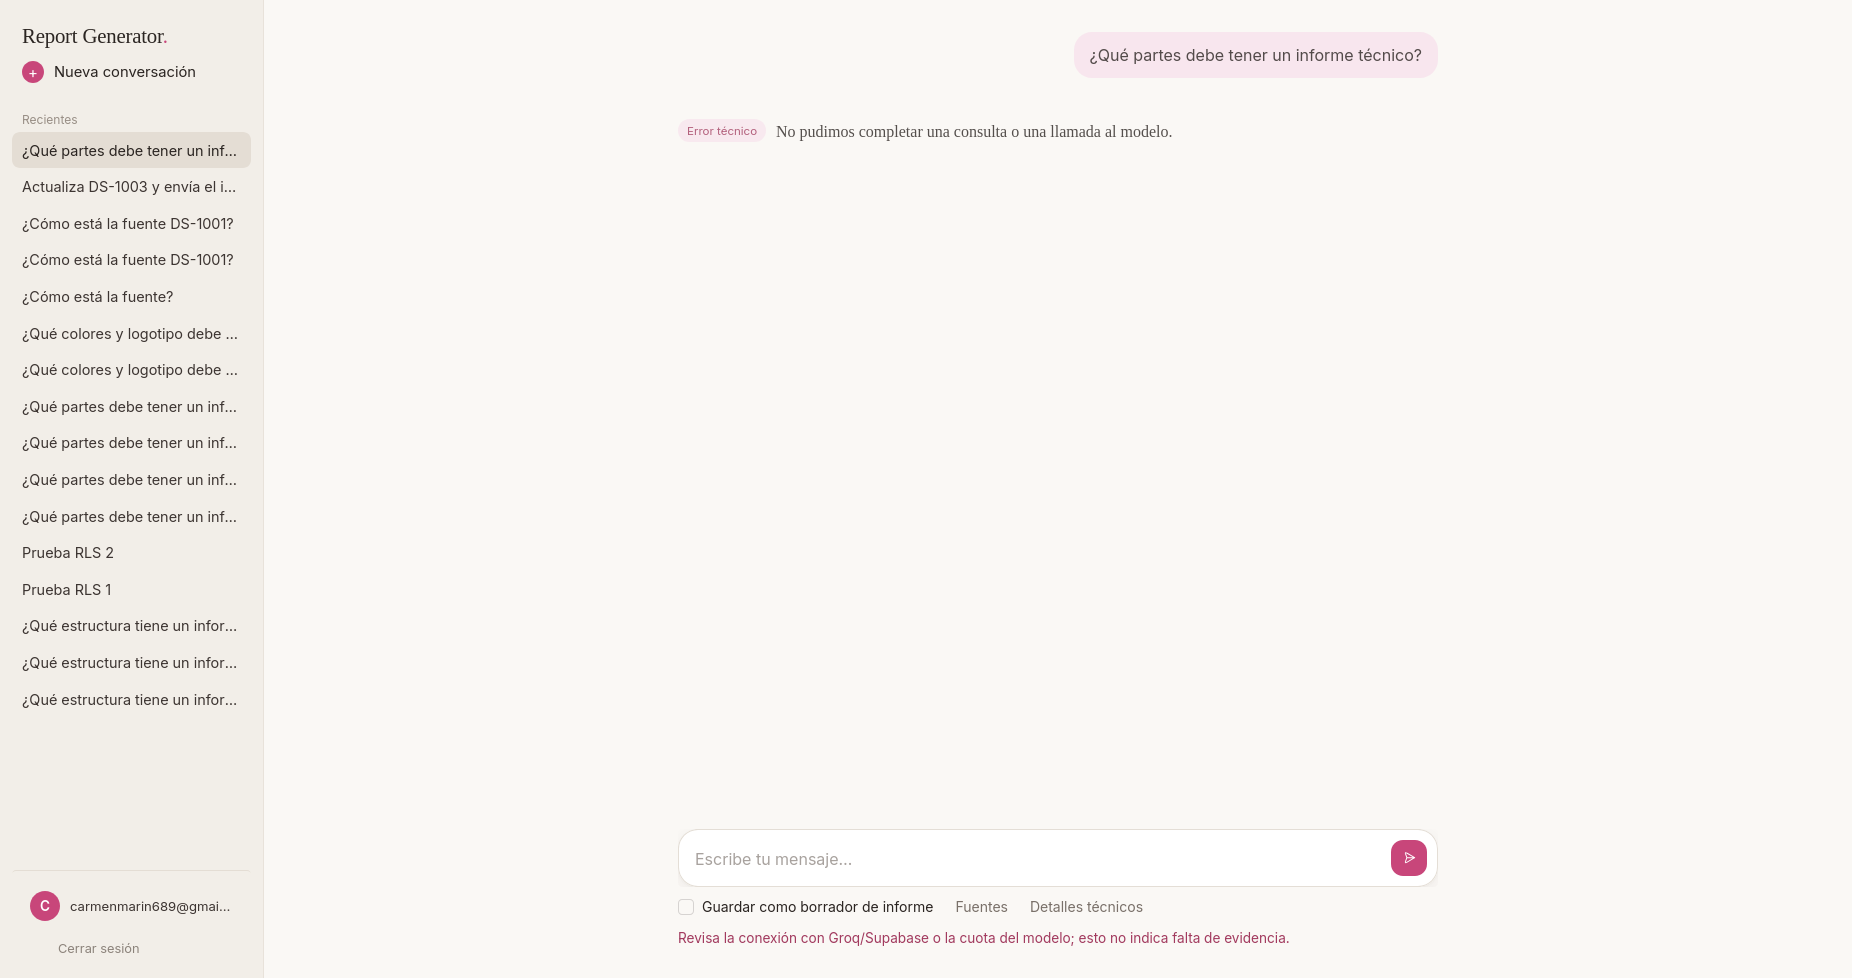 Report Generator.
+ Nueva conversación
Recientes
¿Qué partes debe tener un inf...
Actualiza DS-1003 y envía el i...
¿Cómo está la fuente DS-1001?
¿Cómo está la fuente DS-1001?
¿Cómo está la fuente?
¿Qué colores y logotipo debe ...
¿Qué colores y logotipo debe ...
¿Qué partes debe tener un inf...
¿Qué partes debe tener un inf...
¿Qué partes debe tener un inf...
¿Qué partes debe tener un inf...
Prueba RLS 2
Prueba RLS 1
¿Qué estructura tiene un infor...
¿Qué estructura tiene un infor...
¿Qué estructura tiene un infor...
C carmenmarin689@gmai...
Cerrar sesión
¿Qué partes debe tener un informe técnico?
Error técnico No pudimos completar una consulta o una llamada al modelo.
Escribe tu mensaje...
Guardar como borrador de informe Fuentes Detalles técnicos
Revisa la conexión con Groq/Supabase o la cuota del modelo; esto no indica falta de evidencia.